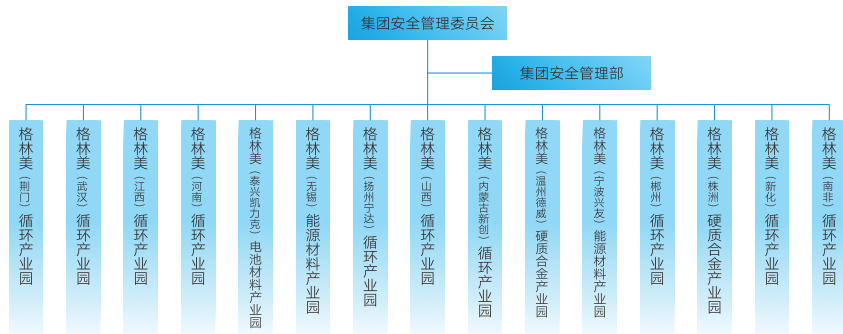 集团安全管理委员会
集团安全管理部
格林美（荆门）循环产业园
格林美（武汉）循环产业园
格林美（江西）循环产业园
格林美（河南）循环产业园
格林美（泰兴凯力克）电池材料产业园
格林美（无锡）能源材料产业园
格林美（扬州宁达）循环产业园
格林美（山西）循环产业园
格林美（内蒙古新创）循环产业园
格林美（温州德威）硬质合金产业园
格林美（宁波兴友）能源材料产业园
格林美（郴州）循环产业园
格林美（株洲）硬质合金产业园
格林美（新化）循环产业园
格林美（南非）循环产业园